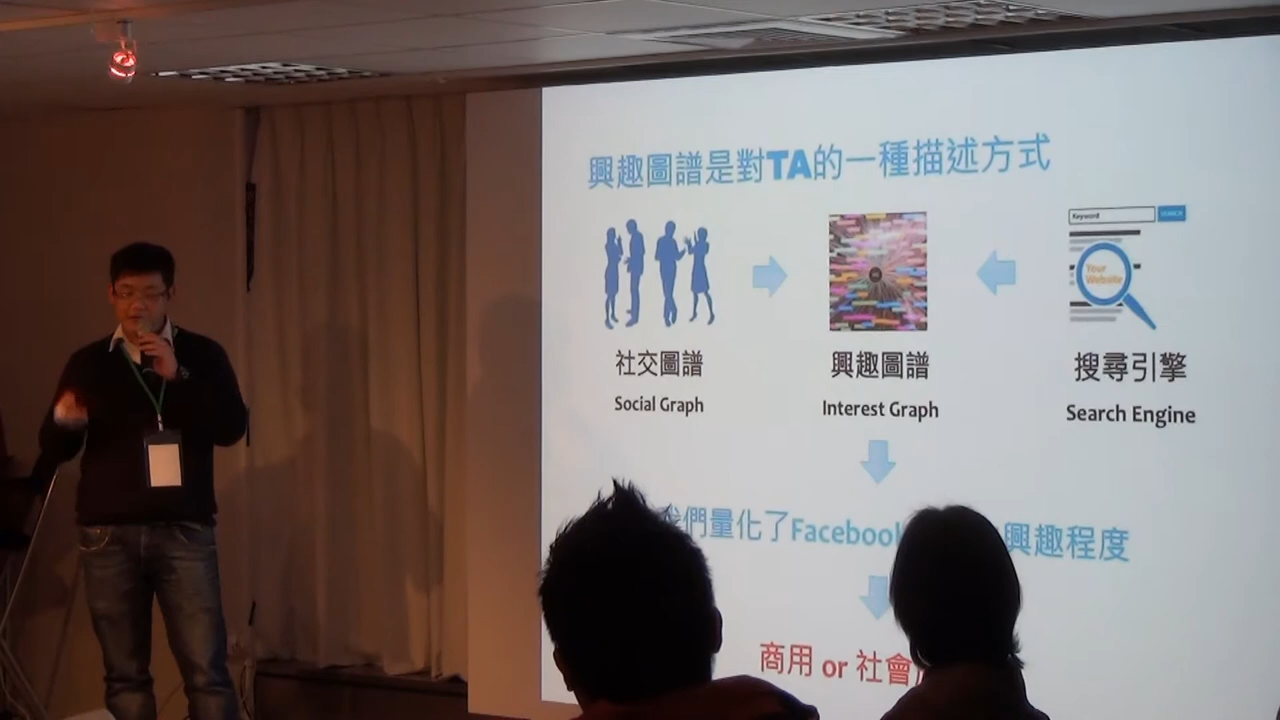 興趣圖譜是對TA的一種描述方式
Keyword
SEARCH
Your
Website
社交圖譜
興趣圖譜
搜尋引擎
Social Graph
Interest Graph
Search Engine
我們量化了Facebook 興趣程度
商用 or 社會